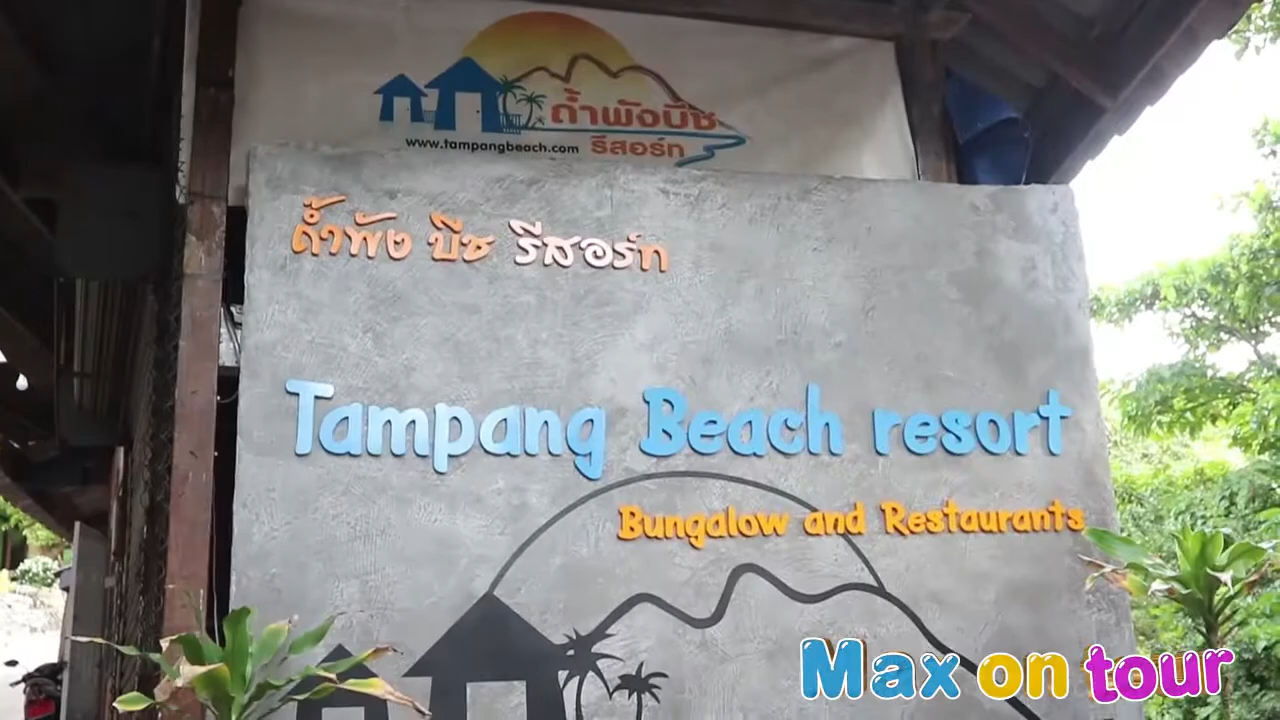 ถ้ำพังบีช
www.tampangbeach.com รีสอร์ท
ถ้ำพัง บีช รีสอร์ท
Tampang Beach resort
Bungalow and Restaurants
Max on tour